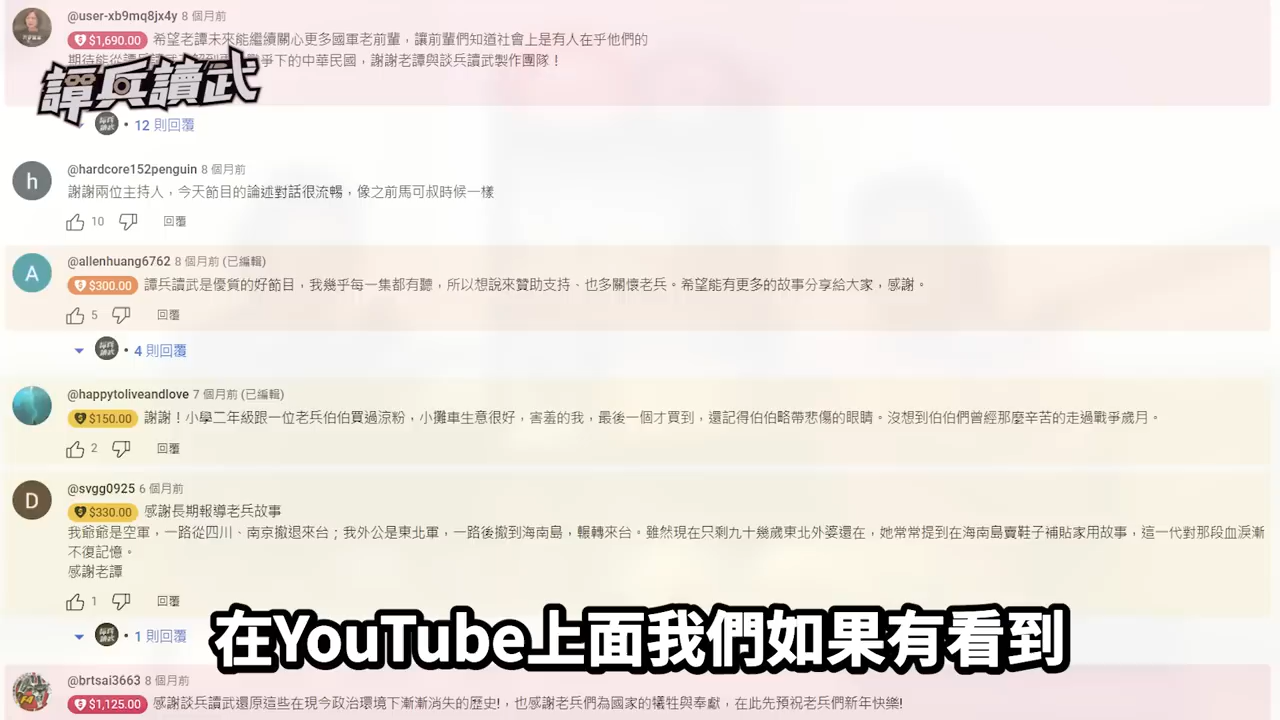 @user-xb9mq8jx4y 8 個月前
$1,690.00 希望老譚未來能繼續關心更多國軍老前輩，讓前輩們知道社會上是有人在乎他們的
期待能從譚兵讀武 爭下的中華民國，謝謝老譚與談兵讀武製作團隊！
譚兵讀武
12 則回覆
h
@hardcore152penguin 8 個月前
謝謝兩位主持人，今天節目的論述對話很流暢，像之前馬可叔時候一樣
10 回覆
A
@allenhuang6762 8 個月前 (已編輯)
$300.00 譚兵讀武是優質的好節目，我幾乎每一集都有聽，所以想說來贊助支持、也多關懷老兵。希望能有更多的故事分享給大家，感謝。
5 回覆
4 則回覆
@happytoliveandlove 7 個月前 (已編輯)
$150.00 謝謝！小學二年級跟一位老兵伯伯買過涼粉，小攤車生意很好，害羞的我，最後一個才買到，還記得伯伯略帶悲傷的眼睛。沒想到伯伯們曾經那麼辛苦的走過戰爭歲月。
2 回覆
D
@svgg0925 6 個月前
$330.00 感謝長期報導老兵故事
我爺爺是空軍，一路從四川、南京撤退來台；我外公是東北軍，一路後撤到海南島，輾轉來台。雖然現在只剩九十幾歲東北外婆還在，她常常提到在海南島賣鞋子補貼家用故事，這一代對那段血淚漸
不復記憶。
感謝老譚
1 回覆
1 則回覆
在YouTube上面我們如果有看到
@brtsai3663 8 個月前
$1,125.00 感謝談兵讀武還原這些在現今政治環境下漸漸消失的歷史!，也感謝老兵們為國家的犧牲與奉獻，在此先預祝老兵們新年快樂!